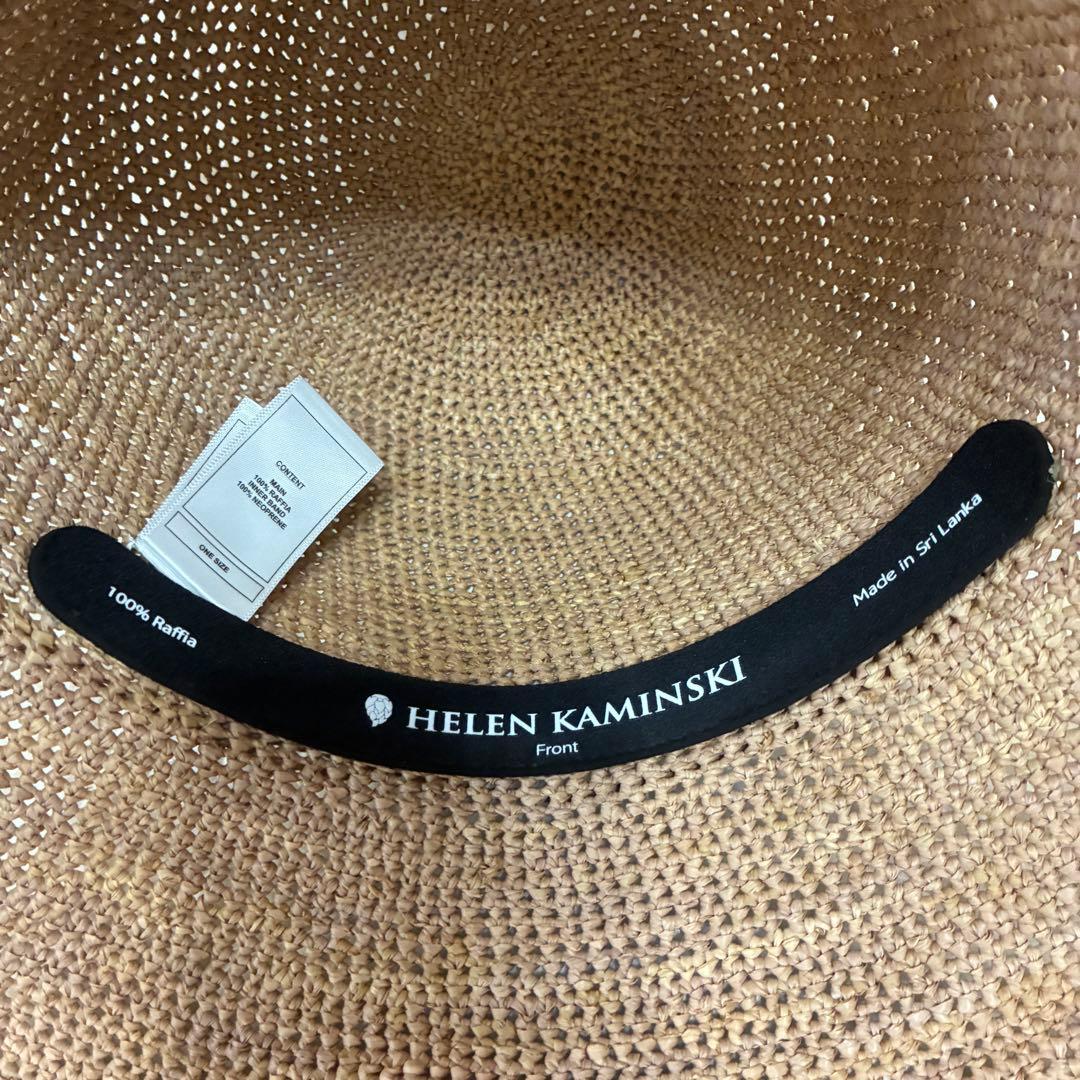 CONTENT
MAIN
100% RAFFIA
INNER BAND
100% NEOPRENE
ONE SIZE
100% Raffia
HELEN KAMINSKI
Front
Made in Sri Lanka